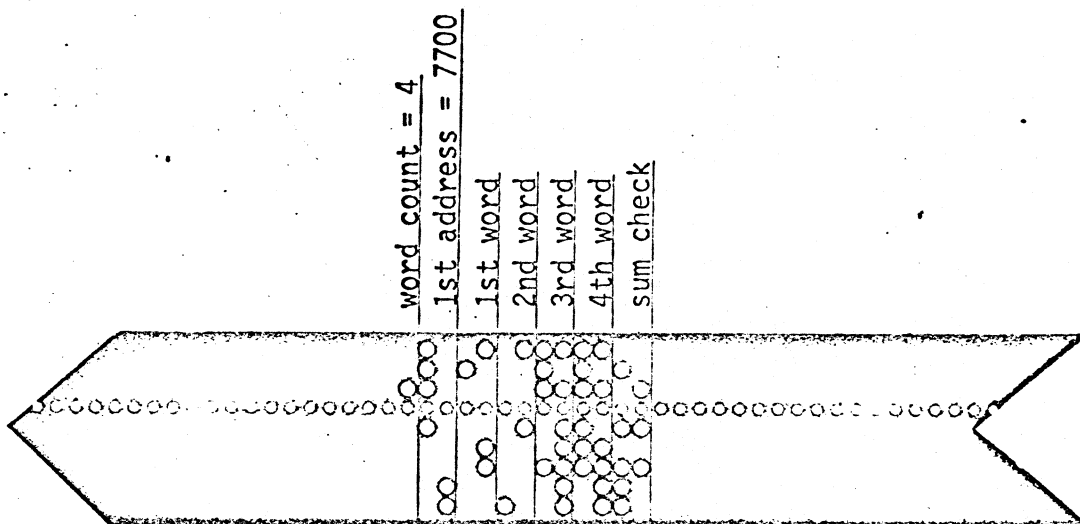 word count = 4
1st address = 7700
1st word
2nd word
3rd word
4th word
sum check